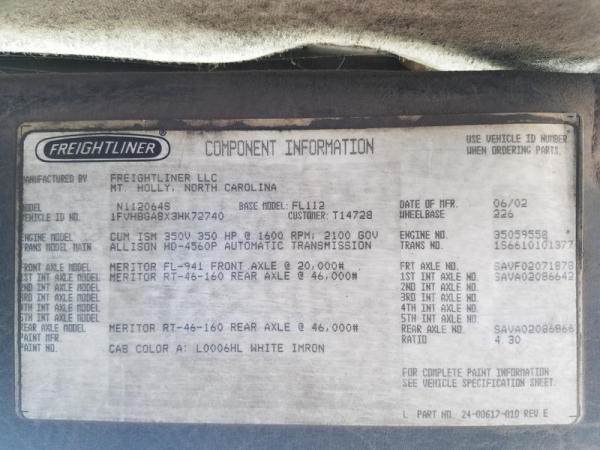 FREIGHTLINER ®
COMPONENT INFORMATION
USE VEHICLE ID NUMBER
WHEN ORDERING PARTS.
MANUFACTURED BY FREIGHTLINER LLC
MT. HOLLY, NORTH CAROLINA
MODEL N112064S BASE MODEL: FL112 DATE OF MFG. 06/02
VEHICLE ID NO. 1FVHBGA8X3HK72740 CUSTOMER: T14728 WHEELBASE 226
ENGINE MODEL CUM ISM 350V 350 HP @ 1600 RPM; 2100 GOV ENGINE NO. 35059558
TRANS MODEL MAIN ALLISON HD-4560P AUTOMATIC TRANSMISSION TRANS NO. 1S6610101377
FRONT AXLE MODEL MERITOR FL-941 FRONT AXLE @ 20,000# FRT AXLE NO. SAVF02071878
1ST INT AXLE MODEL MERITOR RT-46-160 REAR AXLE @ 46,000# 1ST INT AXLE NO. SAVA02086642
2ND INT AXLE MODEL 2ND INT AXLE NO.
3RD INT AXLE MODEL 3RD INT AXLE NO.
4TH INT AXLE MODEL 4TH INT AXLE NO.
5TH INT AXLE MODEL 5TH INT AXLE NO.
REAR AXLE MODEL MERITOR RT-46-160 REAR AXLE @ 46,000# REAR AXLE NO. SAVA02086866
PAINT MFR. RATIO 4.30
PAINT NO. CAB COLOR A: L0006HL WHITE IMRON
FOR COMPLETE PAINT INFORMATION
SEE VEHICLE SPECIFICATION SHEET.
L PART NO. 24-00617-010 REV E